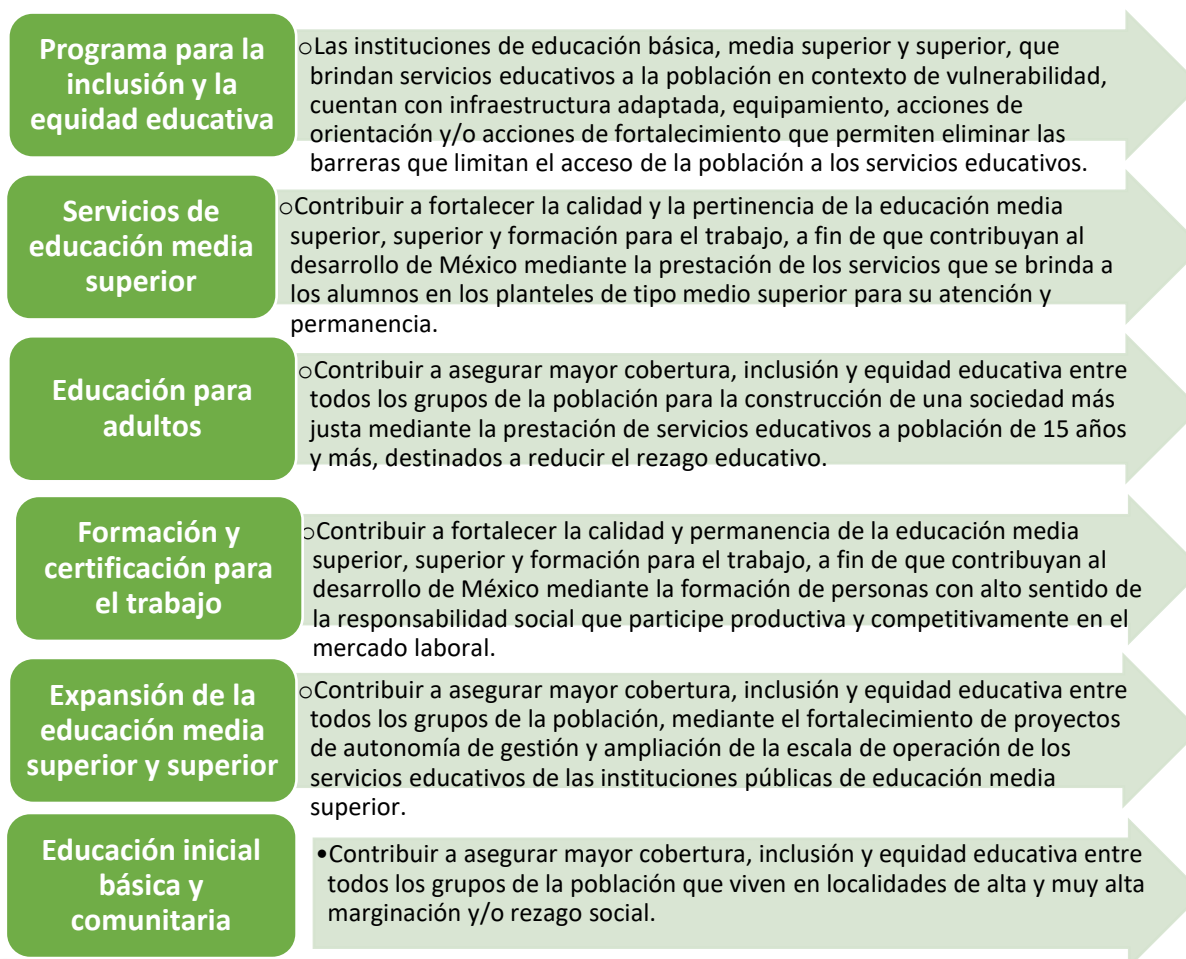 Programa para la
inclusión y la
equidad educativa
oLas instituciones de educación básica, media superior y superior, que
brindan servicios educativos a la población en contexto de vulnerabilidad,
cuentan con infraestructura adaptada, equipamiento, acciones de
orientación y/o acciones de fortalecimiento que permiten eliminar las
barreras que limitan el acceso de la población a los servicios educativos.
Servicios de
educación media
superior
oContribuir a fortalecer la calidad y la pertinencia de la educación media
superior, superior y formación para el trabajo, a fin de que contribuyan al
desarrollo de México mediante la prestación de los servicios que se brinda a
los alumnos en los planteles de tipo medio superior para su atención y
permanencia.
Educación para
adultos
oContribuir a asegurar mayor cobertura, inclusión y equidad educativa entre
todos los grupos de la población para la construcción de una sociedad más
justa mediante la prestación de servicios educativos a población de 15 años
y más, destinados a reducir el rezago educativo.
Formación y
certificación para
el trabajo
oContribuir a fortalecer la calidad y permanencia de la educación media
superior, superior y formación para el trabajo, a fin de que contribuyan al
desarrollo de México mediante la formación de personas con alto sentido de
la responsabilidad social que participe productiva y competitivamente en el
mercado laboral.
Expansión de la
educación media
superior y superior
oContribuir a asegurar mayor cobertura, inclusión y equidad educativa entre
todos los grupos de la población, mediante el fortalecimiento de proyectos
de autonomía de gestión y ampliación de la escala de operación de los
servicios educativos de las instituciones públicas de educación media
superior.
Educación inicial
básica y
comunitaria
•Contribuir a asegurar mayor cobertura, inclusión y equidad educativa entre
todos los grupos de la población que viven en localidades de alta y muy alta
marginación y/o rezago social.